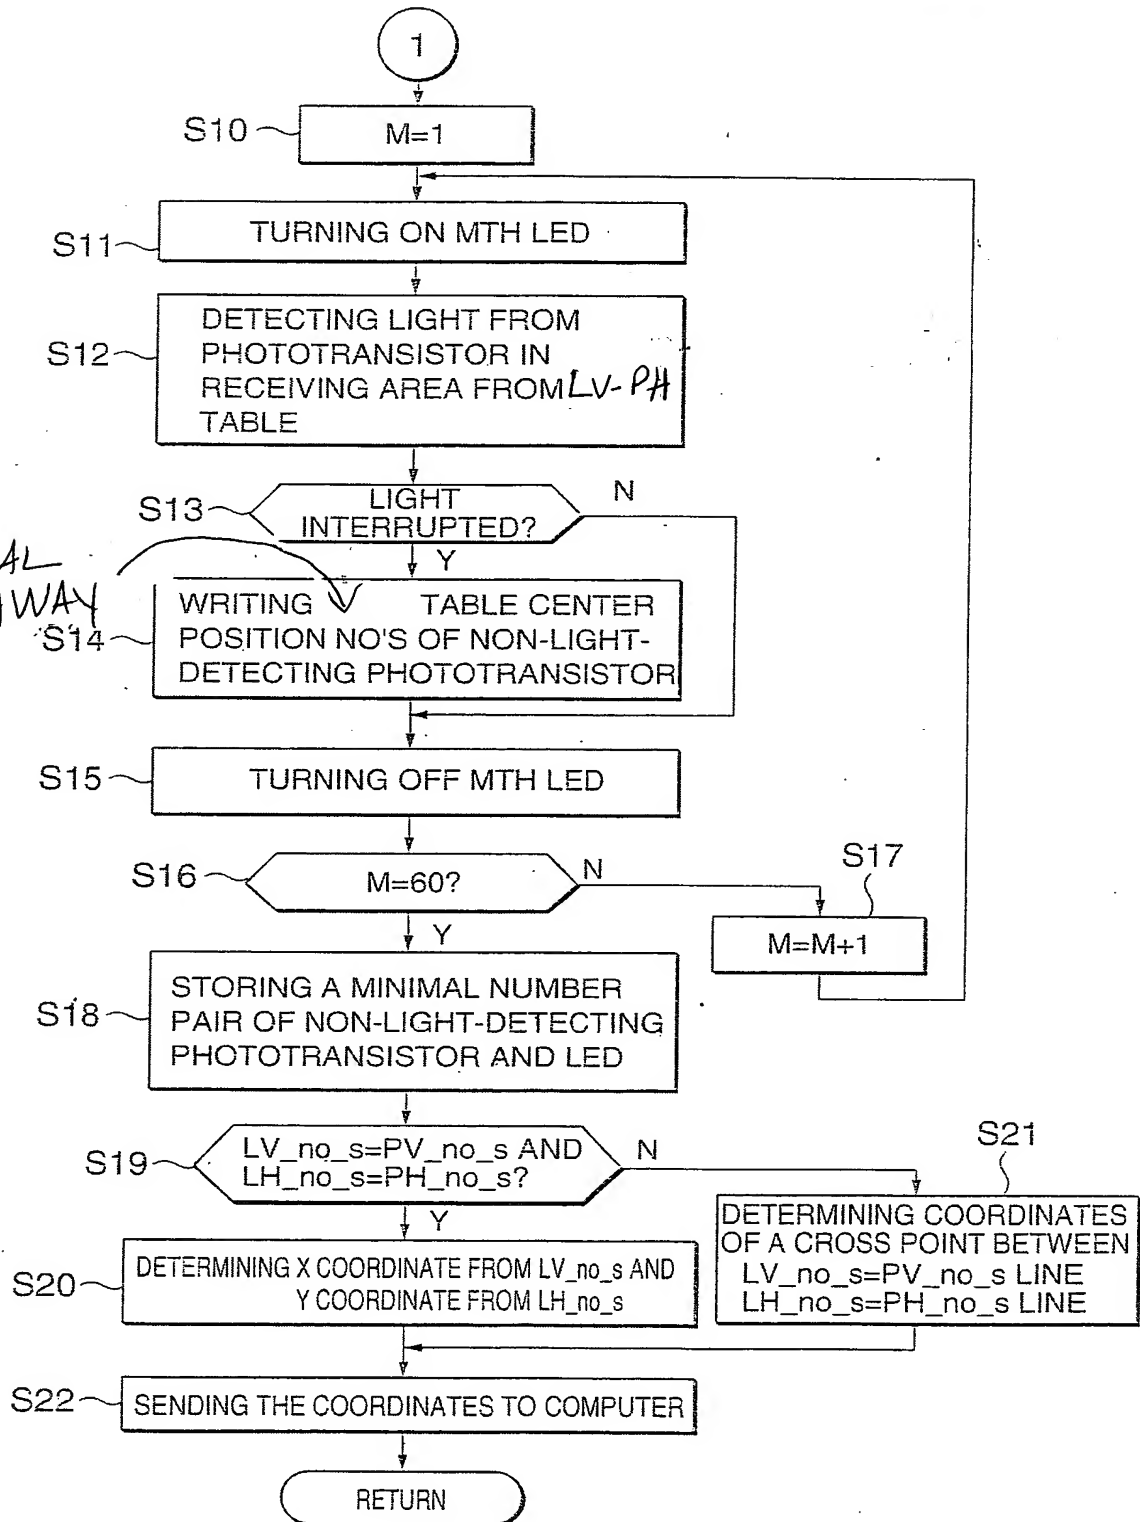 1
S10
M=1
S11
TURNING ON MTH LED
S12
DETECTING LIGHT FROM
PHOTOTRANSISTOR IN
RECEIVING AREA FROM LV-PH
TABLE
S13
LIGHT
INTERRUPTED?
N
Y
AL
WAY
S14
WRITING TABLE CENTER
POSITION NO'S OF NON-LIGHT-
DETECTING PHOTOTRANSISTOR
S15
TURNING OFF MTH LED
S16
M=60?
N
Y
S17
M=M+1
S18
STORING A MINIMAL NUMBER
PAIR OF NON-LIGHT-DETECTING
PHOTOTRANSISTOR AND LED
S19
LV_no_s=PV_no_s AND
LH_no_s=PH_no_s?
N
Y
S21
DETERMINING COORDINATES
OF A CROSS POINT BETWEEN
LV_no_s=PV_no_s LINE
LH_no_s=PH_no_s LINE
S20
DETERMINING X COORDINATE FROM LV_no_s AND
Y COORDINATE FROM LH_no_s
S22
SENDING THE COORDINATES TO COMPUTER
RETURN